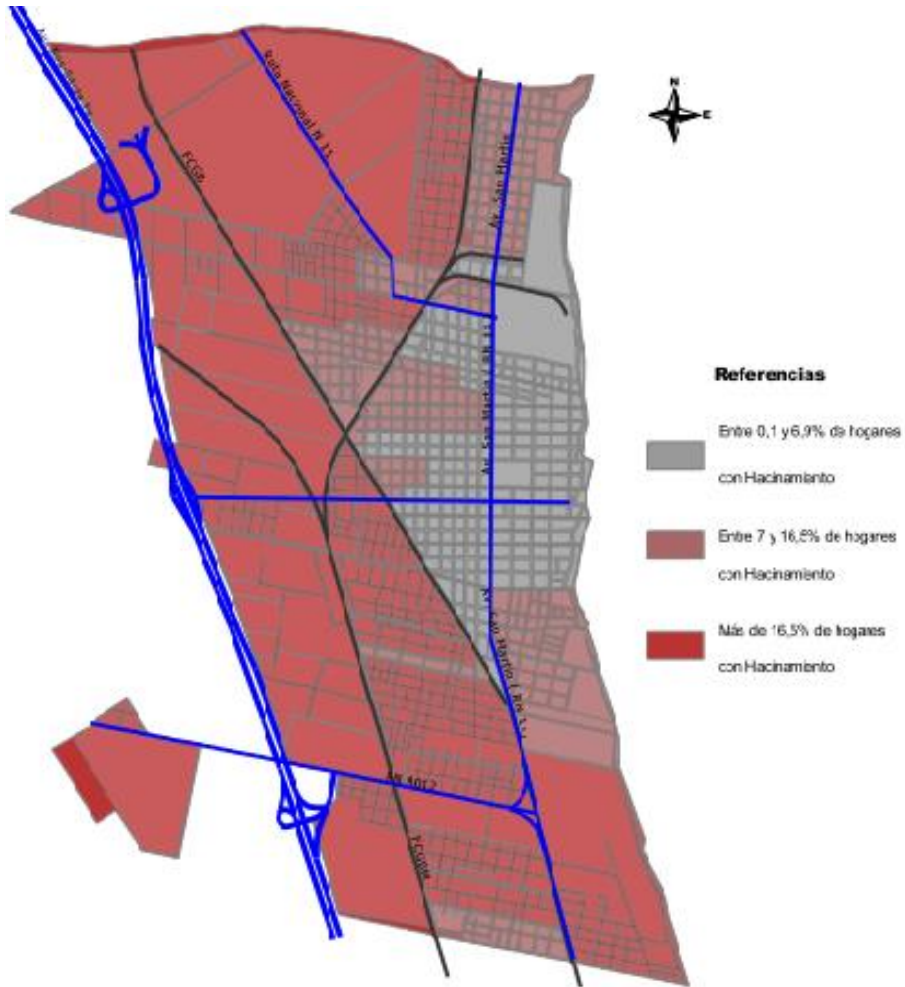 N
E
Ruta Nacional N 11
FCGB
Av. San Martín
Av. San Martín ( RN 11)
Referencias
Entre 0,1 y 6,9% de hogares
con Hacinamiento
Entre 7 y 16,5% de hogares
con Hacinamiento
Más de 16,5% de hogares
con Hacinamiento
Av. San Martín ( RN 11)
FCGBM